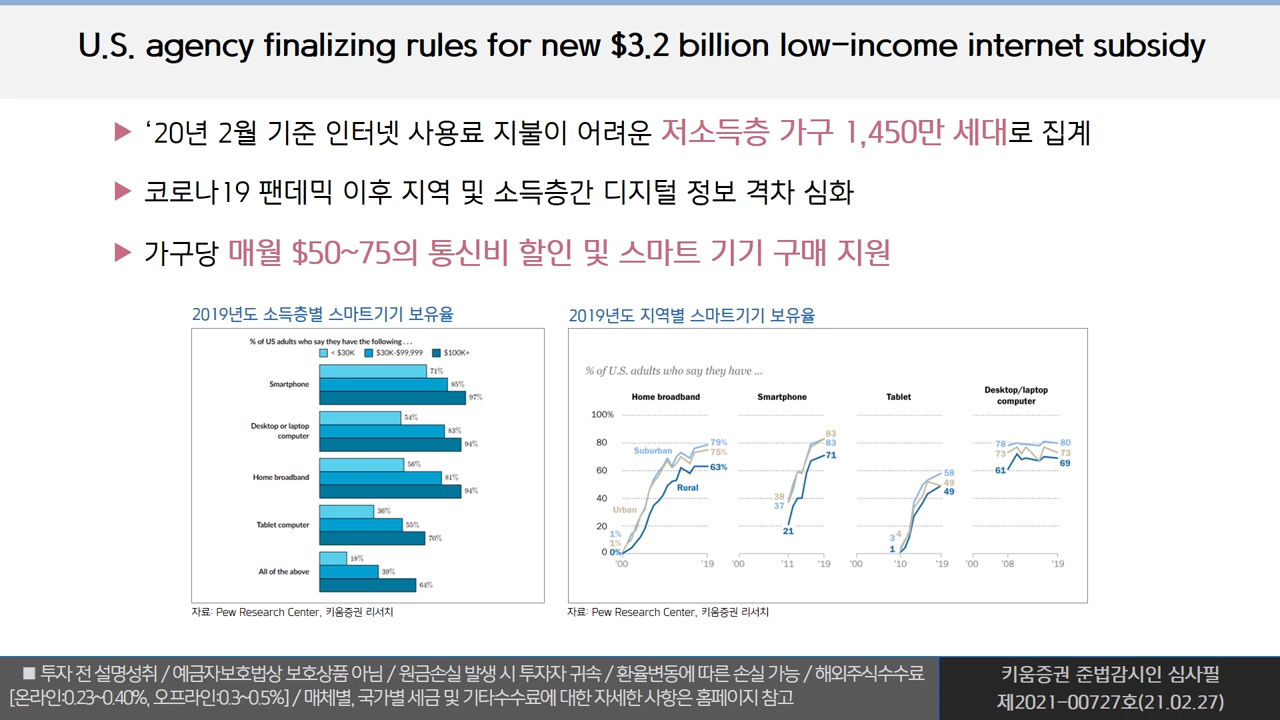 U.S. agency finalizing rules for new $3.2 billion low-income internet subsidy
▶ ‘20년 2월 기준 인터넷 사용료 지불이 어려운 저소득층 가구 1,450만 세대로 집계
▶ 코로나19 팬데믹 이후 지역 및 소득층간 디지털 정보 격차 심화
▶ 가구당 매월 $50~75의 통신비 할인 및 스마트 기기 구매 지원
2019년도 소득층별 스마트기기 보유율
% of US adults who say they have the following . . .
< $30K $30K-$99,999 $100K+
Smartphone
71%
85%
97%
Desktop or laptop computer
54%
83%
94%
Home broadband
56%
81%
94%
Tablet computer
36%
55%
70%
All of the above
18%
39%
64%
자료: Pew Research Center, 키움증권 리서치
2019년도 지역별 스마트기기 보유율
% of U.S. adults who say they have ...
Home broadband
Smartphone
Tablet
Desktop/laptop computer
100%
80
60
40
20
0
Suburban
Urban
Rural
1%
1%
0%
79%
75%
63%
'00 '19
38
37
21
83
83
71
'00 '11 '19
3
4
1
58
49
49
'00 '10 '19
78
73
61
80
73
69
'00 '08 '19
자료: Pew Research Center, 키움증권 리서치
■ 투자 전 설명성취 / 예금자보호법상 보호상품 아님 / 원금손실 발생 시 투자자 귀속 / 환율변동에 따른 손실 가능 / 해외주식수수료
[온라인:0.23~0.40%, 오프라인:0.3~0.5%] / 매체별, 국가별 세금 및 기타수수료에 대한 자세한 사항은 홈페이지 참고
키움증권 준법감시인 심사필
제2021-00727호(21.02.27)